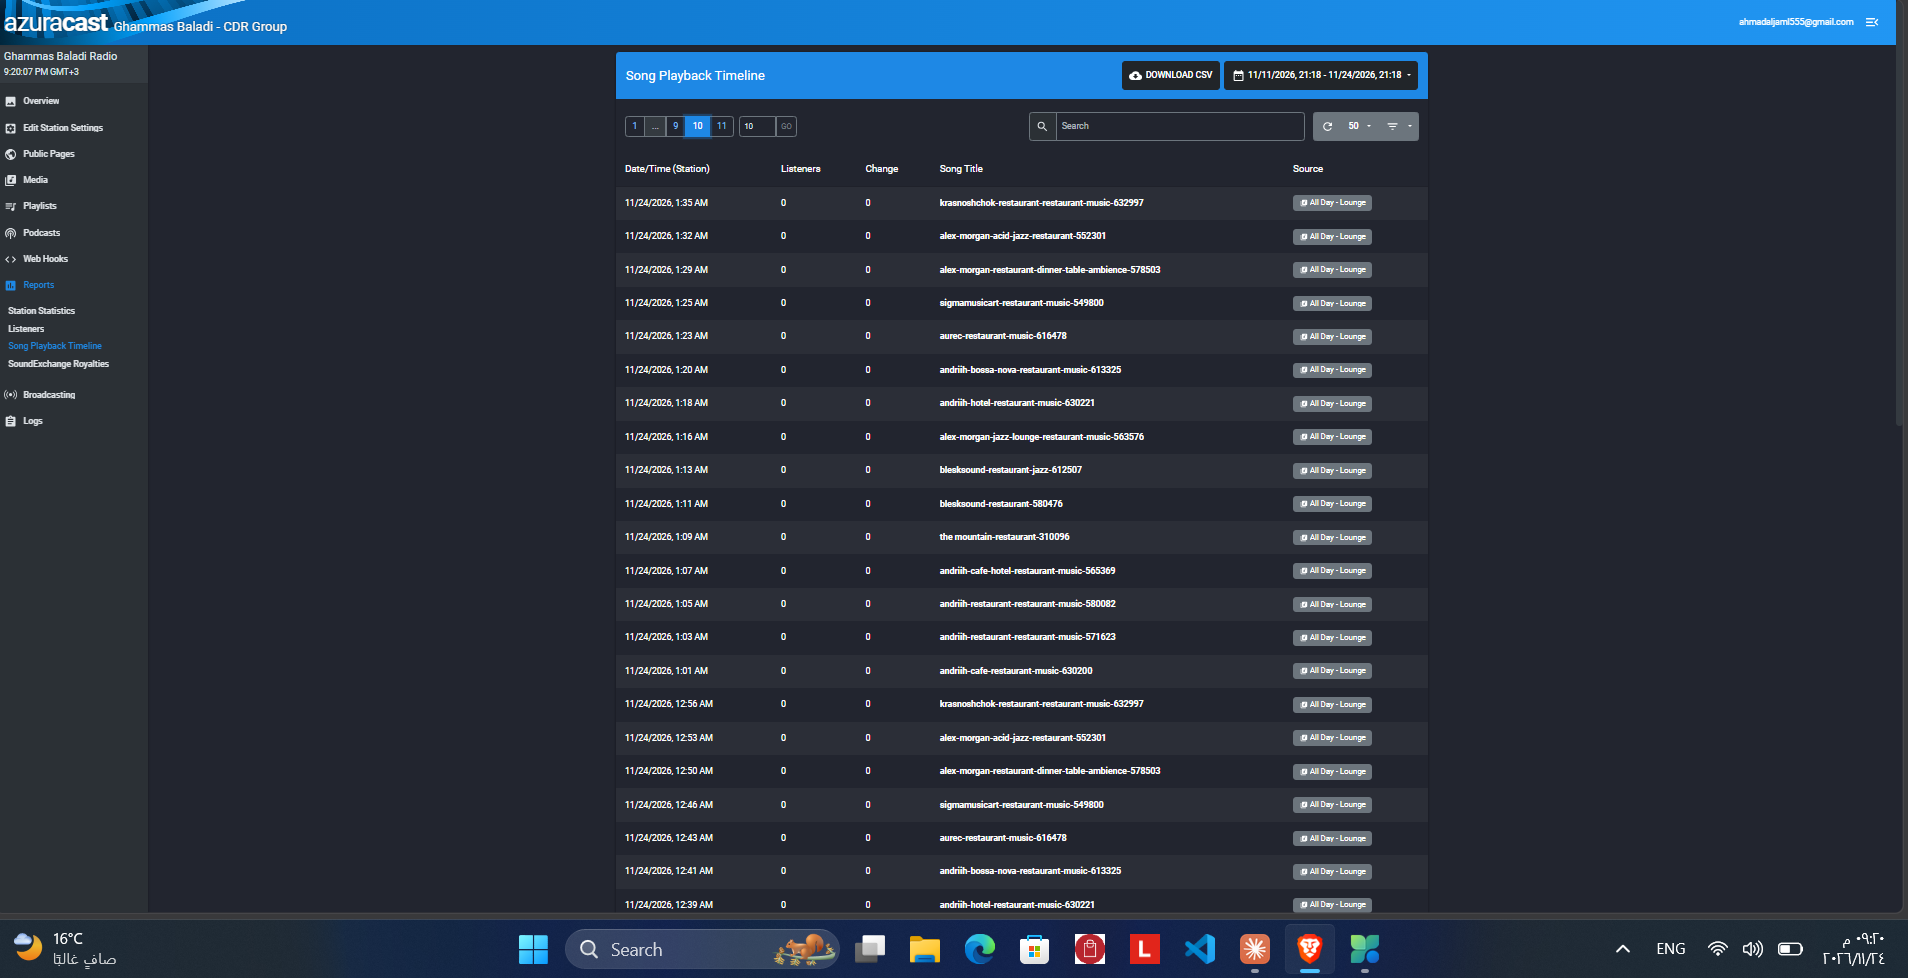 azuracast Ghammas Baladi - CDR Group
ahmadaljaml555@gmail.com
Ghammas Baladi Radio
9:20:07 PM GMT+3
Overview
Edit Station Settings
Public Pages
Media
Playlists
Podcasts
Web Hooks
Reports
Station Statistics
Listeners
Song Playback Timeline
SoundExchange Royalties
Broadcasting
Logs
Song Playback Timeline
DOWNLOAD CSV
11/11/2026, 21:18 - 11/24/2026, 21:18
1 ... 9 10 11 10 GO
Search
50
Date/Time (Station) Listeners Change Song Title Source
11/24/2026, 1:35 AM 0 0 krasnoshchok-restaurant-restaurant-music-632997 All Day - Lounge
11/24/2026, 1:32 AM 0 0 alex-morgan-acid-jazz-restaurant-552301 All Day - Lounge
11/24/2026, 1:29 AM 0 0 alex-morgan-restaurant-dinner-table-ambience-578503 All Day - Lounge
11/24/2026, 1:25 AM 0 0 sigmamusicart-restaurant-music-549800 All Day - Lounge
11/24/2026, 1:23 AM 0 0 aurec-restaurant-music-616478 All Day - Lounge
11/24/2026, 1:20 AM 0 0 andriih-bossa-nova-restaurant-music-613325 All Day - Lounge
11/24/2026, 1:18 AM 0 0 andriih-hotel-restaurant-music-630221 All Day - Lounge
11/24/2026, 1:16 AM 0 0 alex-morgan-jazz-lounge-restaurant-music-563576 All Day - Lounge
11/24/2026, 1:13 AM 0 0 blesksound-restaurant-jazz-612507 All Day - Lounge
11/24/2026, 1:11 AM 0 0 blesksound-restaurant-580476 All Day - Lounge
11/24/2026, 1:09 AM 0 0 the mountain-restaurant-310096 All Day - Lounge
11/24/2026, 1:07 AM 0 0 andriih-cafe-hotel-restaurant-music-565369 All Day - Lounge
11/24/2026, 1:05 AM 0 0 andriih-restaurant-restaurant-music-580082 All Day - Lounge
11/24/2026, 1:03 AM 0 0 andriih-restaurant-restaurant-music-571623 All Day - Lounge
11/24/2026, 1:01 AM 0 0 andriih-cafe-restaurant-music-630200 All Day - Lounge
11/24/2026, 12:56 AM 0 0 krasnoshchok-restaurant-restaurant-music-632997 All Day - Lounge
11/24/2026, 12:53 AM 0 0 alex-morgan-acid-jazz-restaurant-552301 All Day - Lounge
11/24/2026, 12:50 AM 0 0 alex-morgan-restaurant-dinner-table-ambience-578503 All Day - Lounge
11/24/2026, 12:46 AM 0 0 sigmamusicart-restaurant-music-549800 All Day - Lounge
11/24/2026, 12:43 AM 0 0 aurec-restaurant-music-616478 All Day - Lounge
11/24/2026, 12:41 AM 0 0 andriih-bossa-nova-restaurant-music-613325 All Day - Lounge
11/24/2026, 12:39 AM 0 0 andriih-hotel-restaurant-music-630221 All Day - Lounge
16°C
صافٍ غالبًا
Search
L
ENG
٠٩:٢٠ م
٢٠٢٦/١١/٢٤